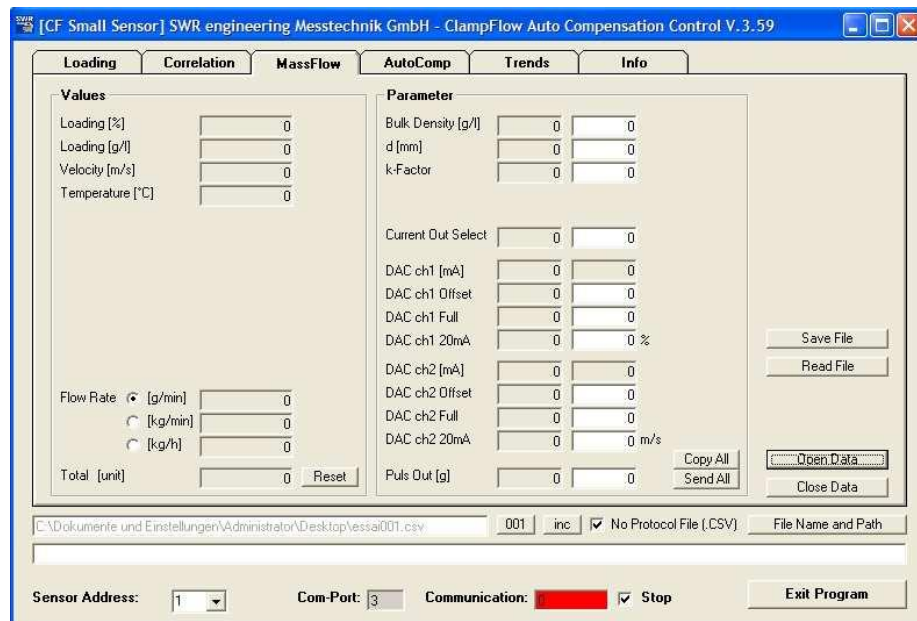 [CF Small Sensor] SWR engineering Messtechnik GmbH - ClampFlow Auto Compensation Control V.3.59
Loading Correlation MassFlow AutoComp Trends Info
Values
Loading [%] 0
Loading [g/l] 0
Velocity [m/s] 0
Temperature [°C] 0
Flow Rate [g/min] 0
[kg/min] 0
[kg/h] 0
Total [unit] 0 Reset
Parameter
Bulk Density [g/l] 0 0
d [mm] 0 0
k-Factor 0 0
Current Out Select 0 0
DAC ch1 [mA] 0 0
DAC ch1 Offset 0 0
DAC ch1 Full 0 0
DAC ch1 20mA 0 0 %
DAC ch2 [mA] 0 0
DAC ch2 Offset 0 0
DAC ch2 Full 0 0
DAC ch2 20mA 0 0 m/s
Puls Out [g] 0 0
Copy All
Send All
Save File
Read File
Open Data
Close Data
C:\Dokumente und Einstellungen\Administrator\Desktop\essai001.csv 001 inc No Protocol File (.CSV) File Name and Path
Sensor Address: 1 Com-Port: 3 Communication: 0 Stop Exit Program